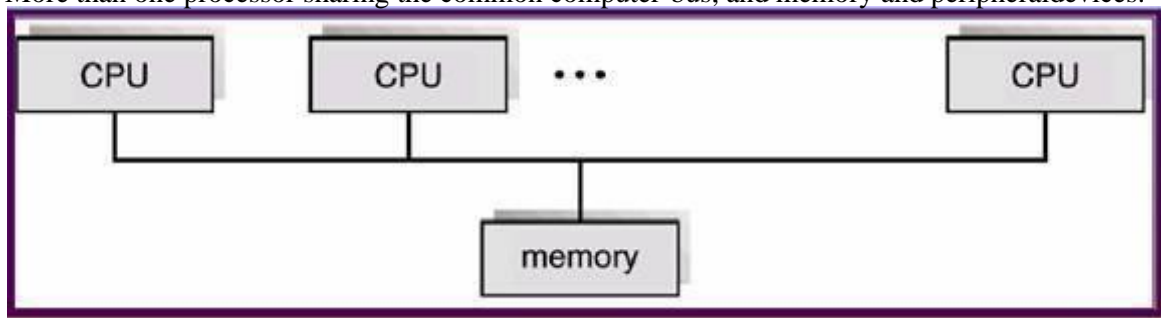 More than one processor sharing the common computer bus, and memory and peripheraldevices.
CPU CPU ••• CPU
memory